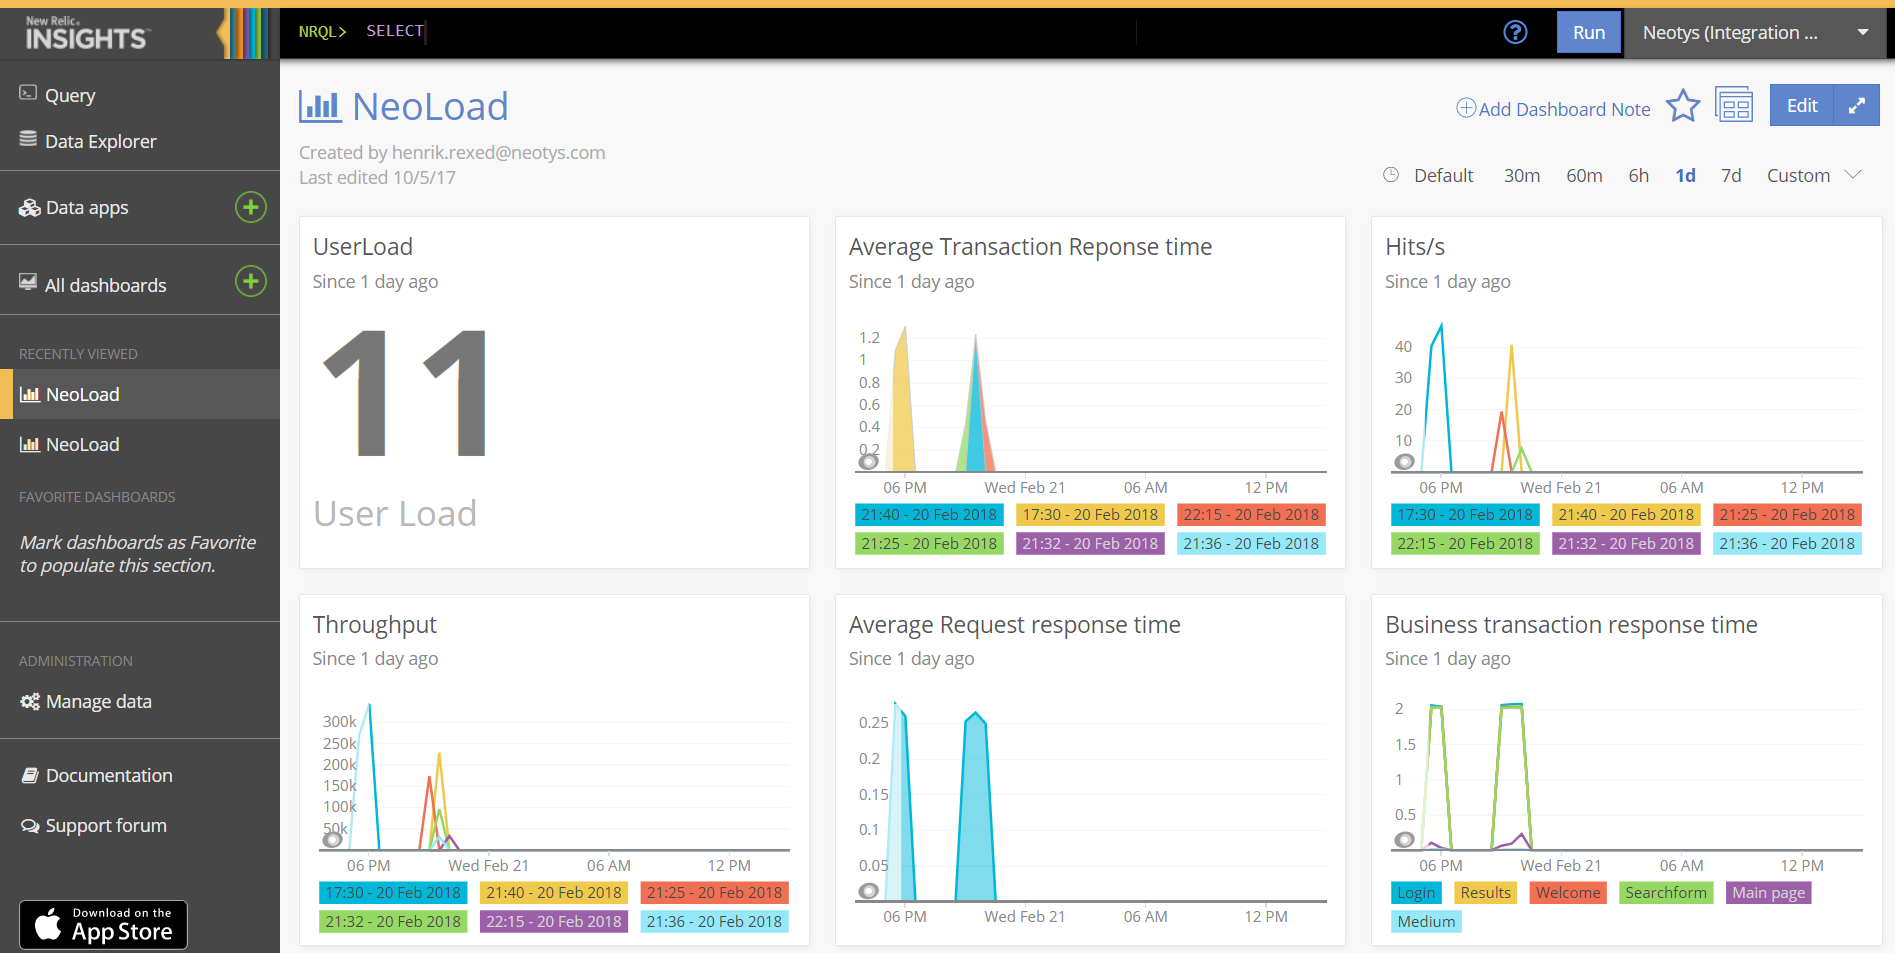 New Relic.
INSIGHTS™
NRQL> SELECT
Run
Neotys (Integration ...
Query
Data Explorer
Data apps
All dashboards
RECENTLY VIEWED
NeoLoad
NeoLoad
FAVORITE DASHBOARDS
Mark dashboards as Favorite
to populate this section.
ADMINISTRATION
Manage data
Documentation
Support forum
Download on the
App Store
NeoLoad
Created by henrik.rexed@neotys.com
Last edited 10/5/17
Add Dashboard Note
Edit
Default 30m 60m 6h 1d 7d Custom
UserLoad
Since 1 day ago
11
User Load
Average Transaction Reponse time
Since 1 day ago
1.2
1
0.8
0.6
0.4
0.2
06 PM Wed Feb 21 06 AM 12 PM
21:40 - 20 Feb 2018 17:30 - 20 Feb 2018 22:15 - 20 Feb 2018
21:25 - 20 Feb 2018 21:32 - 20 Feb 2018 21:36 - 20 Feb 2018
Hits/s
Since 1 day ago
40
30
20
10
06 PM Wed Feb 21 06 AM 12 PM
17:30 - 20 Feb 2018 21:40 - 20 Feb 2018 21:25 - 20 Feb 2018
22:15 - 20 Feb 2018 21:32 - 20 Feb 2018 21:36 - 20 Feb 2018
Throughput
Since 1 day ago
300k
250k
200k
150k
100k
50k
06 PM Wed Feb 21 06 AM 12 PM
17:30 - 20 Feb 2018 21:40 - 20 Feb 2018 21:25 - 20 Feb 2018
21:32 - 20 Feb 2018 22:15 - 20 Feb 2018 21:36 - 20 Feb 2018
Average Request response time
Since 1 day ago
0.25
0.2
0.15
0.1
0.05
06 PM Wed Feb 21 06 AM 12 PM
Business transaction response time
Since 1 day ago
2
1.5
1
0.5
06 PM Wed Feb 21 06 AM 12 PM
Login Results Welcome Searchform Main page
Medium